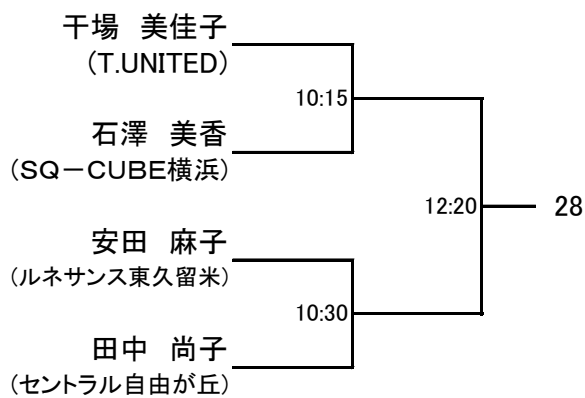 干場　美佳子
(T.UNITED)
10:15
石澤　美香
(SQ－CUBE横浜)
12:20
28
安田　麻子
(ルネサンス東久留米)
10:30
田中　尚子
(セントラル自由が丘)